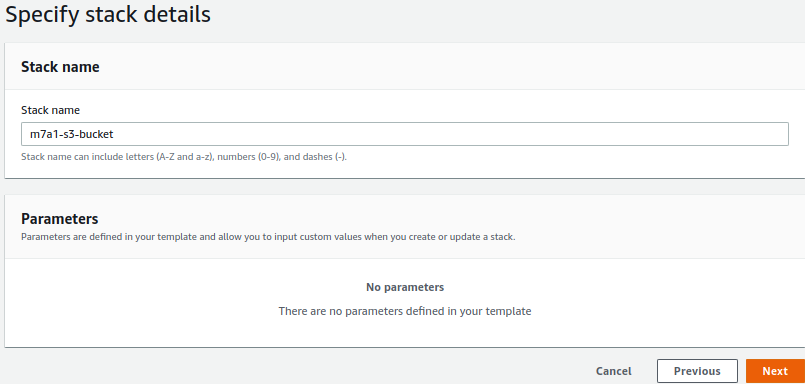 Specify stack details
Stack name
Stack name
m7a1-s3-bucket
Stack name can include letters (A-Z and a-z), numbers (0-9), and dashes (-).
Parameters
Parameters are defined in your template and allow you to input custom values when you create or update a stack.
No parameters
There are no parameters defined in your template
Cancel Previous Next